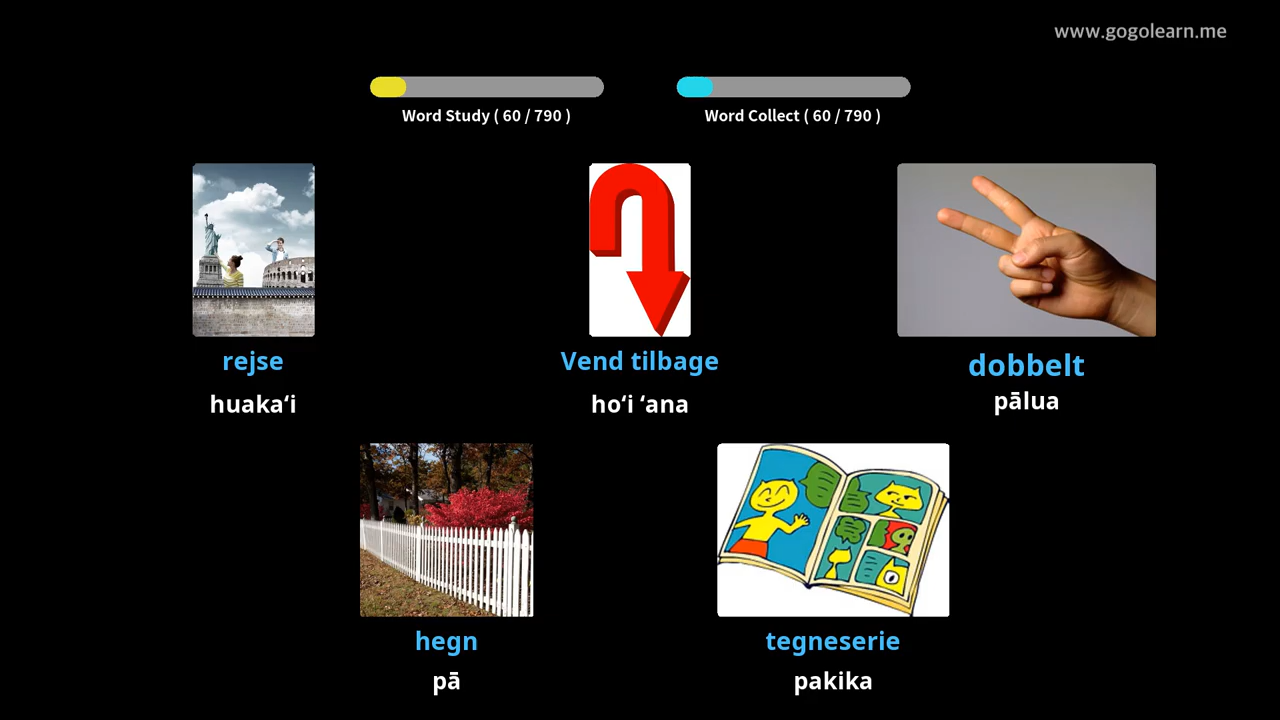 www.gogolearn.me
Word Study ( 60 / 790 )
Word Collect ( 60 / 790 )
rejse
huakaʻi
Vend tilbage
hoʻi ʻana
dobbelt
pālua
hegn
pā
tegneserie
pakika